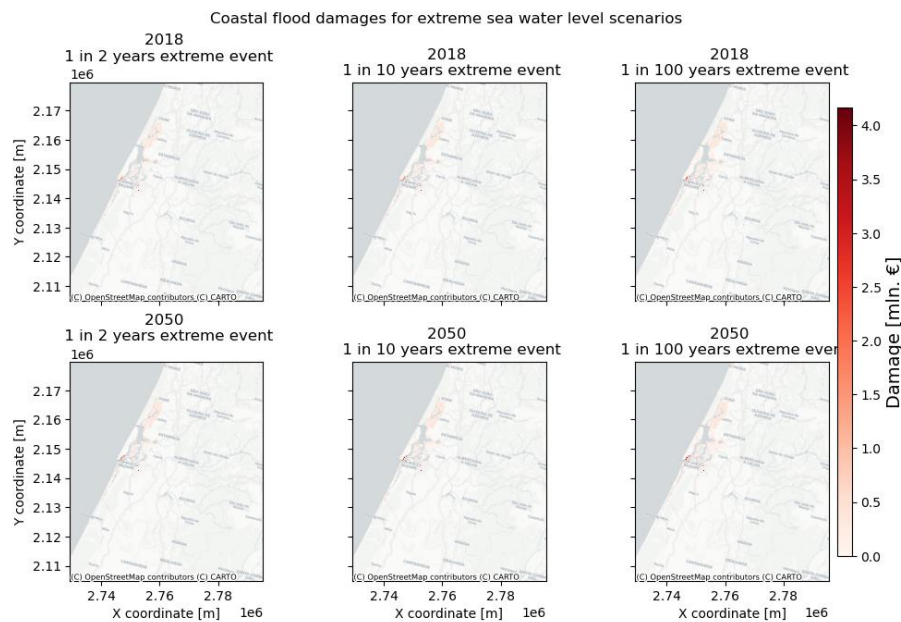 Coastal flood damages for extreme sea water level scenarios
2018
1 in 2 years extreme event
2018
1 in 10 years extreme event
2018
1 in 100 years extreme event
1e6
2.17
2.16
2.15
2.14
2.13
2.12
2.11
Y coordinate [m]
(C) OpenStreetMap contributors (C) CARTO
(C) OpenStreetMap contributors (C) CARTO
(C) OpenStreetMap contributors (C) CARTO
4.0
3.5
3.0
2.5
2.0
1.5
1.0
0.5
0.0
Damage [mln. €]
2050
1 in 2 years extreme event
2050
1 in 10 years extreme event
2050
1 in 100 years extreme event
1e6
2.17
2.16
2.15
2.14
2.13
2.12
2.11
Y coordinate [m]
(C) OpenStreetMap contributors (C) CARTO
(C) OpenStreetMap contributors (C) CARTO
(C) OpenStreetMap contributors (C) CARTO
2.74 2.76 2.78
2.74 2.76 2.78
2.74 2.76 2.78
X coordinate [m] 1e6
X coordinate [m] 1e6
X coordinate [m] 1e6